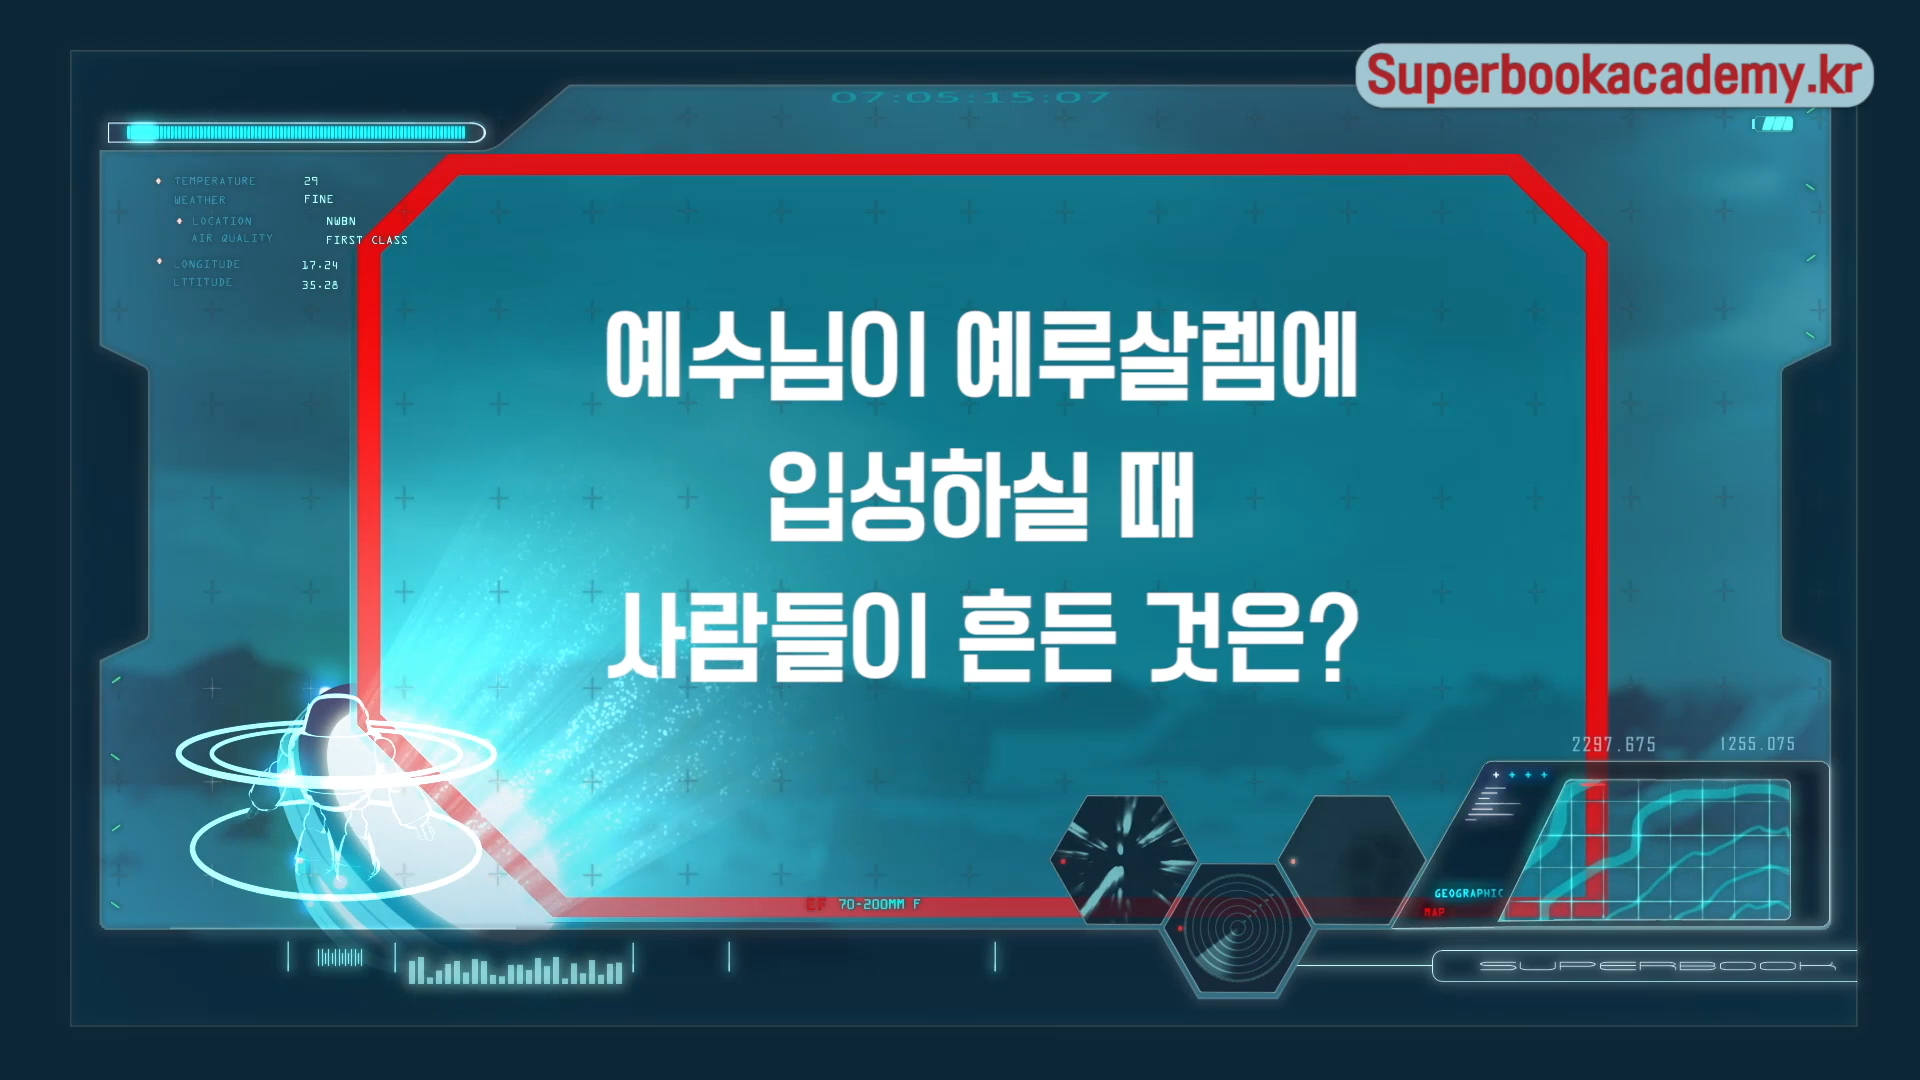 Superbookacademy.kr
07:05:15:07
TEMPERATURE 29
WEATHER FINE
LOCATION NWBN
AIR QUALITY FIRST CLASS
LONGITUDE 17.24
LTTITUDE 35.28
예수님이 예루살렘에
입성하실 때
사람들이 흔든 것은?
2297.675 1255.075
GEOGRAPHIC
MAP
EF 70-200MM F
SUPERBOOK